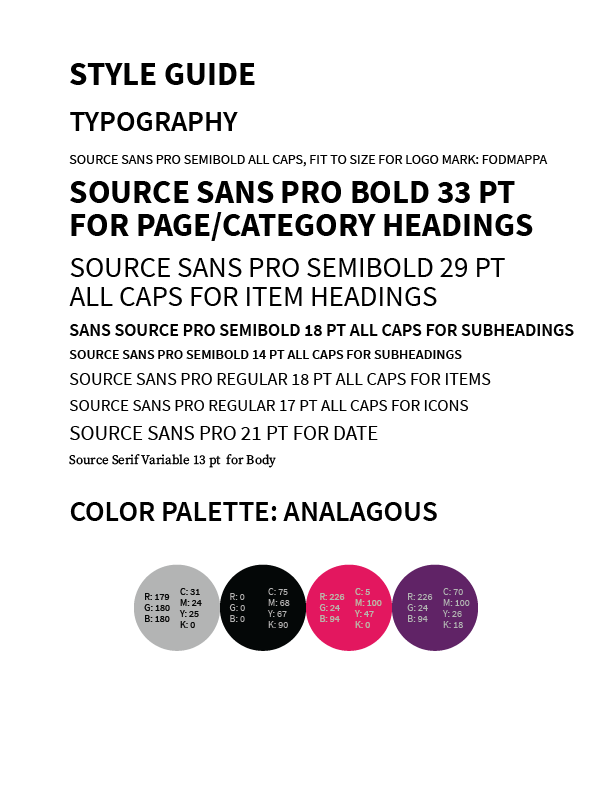 STYLE GUIDE
TYPOGRAPHY
SOURCE SANS PRO SEMIBOLD ALL CAPS, FIT TO SIZE FOR LOGO MARK: FODMAPPA
SOURCE SANS PRO BOLD 33 PT
FOR PAGE/CATEGORY HEADINGS
SOURCE SANS PRO SEMIBOLD 29 PT
ALL CAPS FOR ITEM HEADINGS
SANS SOURCE PRO SEMIBOLD 18 PT ALL CAPS FOR SUBHEADINGS
SOURCE SANS PRO SEMIBOLD 14 PT ALL CAPS FOR SUBHEADINGS
SOURCE SANS PRO REGULAR 18 PT ALL CAPS FOR ITEMS
SOURCE SANS PRO REGULAR 17 PT ALL CAPS FOR ICONS
SOURCE SANS PRO 21 PT FOR DATE
Source Serif Variable 13 pt for Body
COLOR PALETTE: ANALAGOUS
R: 179
G: 180
B: 180
C: 31
M: 24
Y: 25
K: 0
R: 0
G: 0
B: 0
C: 75
M: 68
Y: 67
K: 90
R: 226
G: 24
B: 94
C: 5
M: 100
Y: 47
K: 0
R: 226
G: 24
B: 94
C: 70
M: 100
Y: 26
K: 18